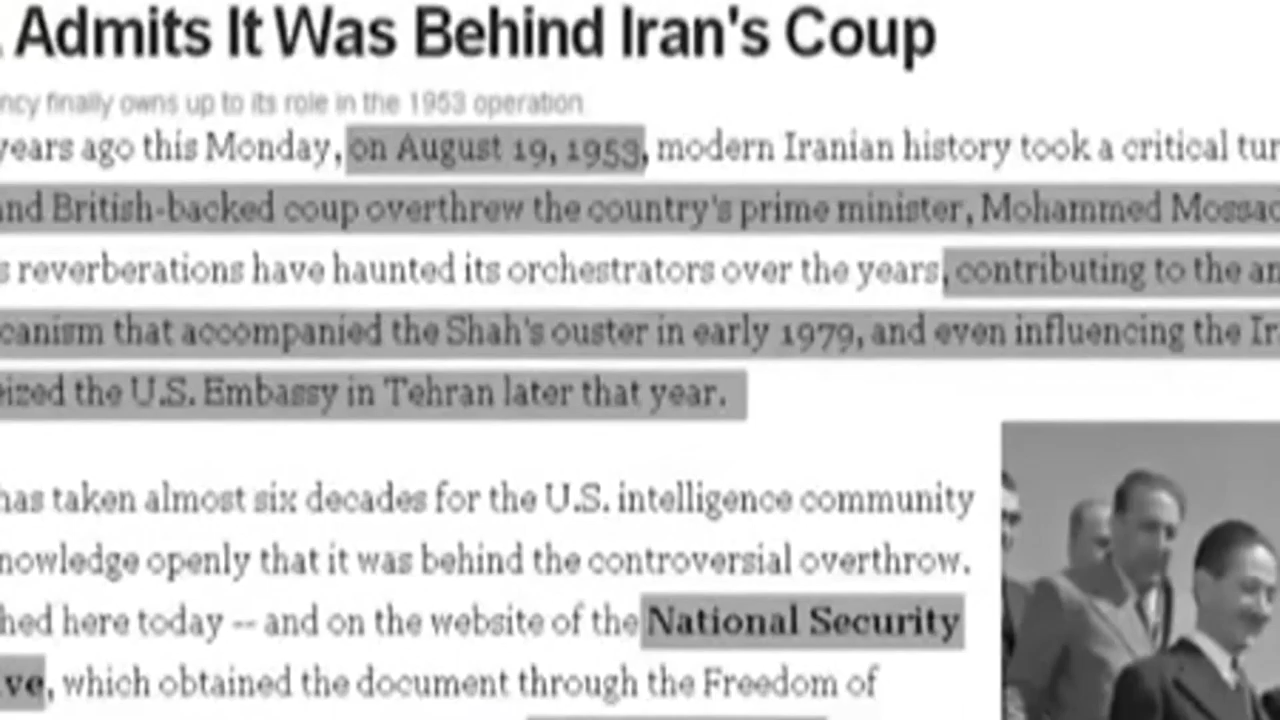 Admits It Was Behind Iran's Coup
ncy finally owns up to its role in the 1953 operation
years ago this Monday, on August 19, 1953, modern Iranian history took a critical tur
and British-backed coup overthrew the country's prime minister, Mohammed Mossad
s reverberations have haunted its orchestrators over the years, contributing to the an
canism that accompanied the Shah's ouster in early 1979, and even influencing the Ir
eized the U.S. Embassy in Tehran later that year.
has taken almost six decades for the U.S. intelligence community
nowledge openly that it was behind the controversial overthrow.
hed here today -- and on the website of the National Security
ve, which obtained the document through the Freedom of